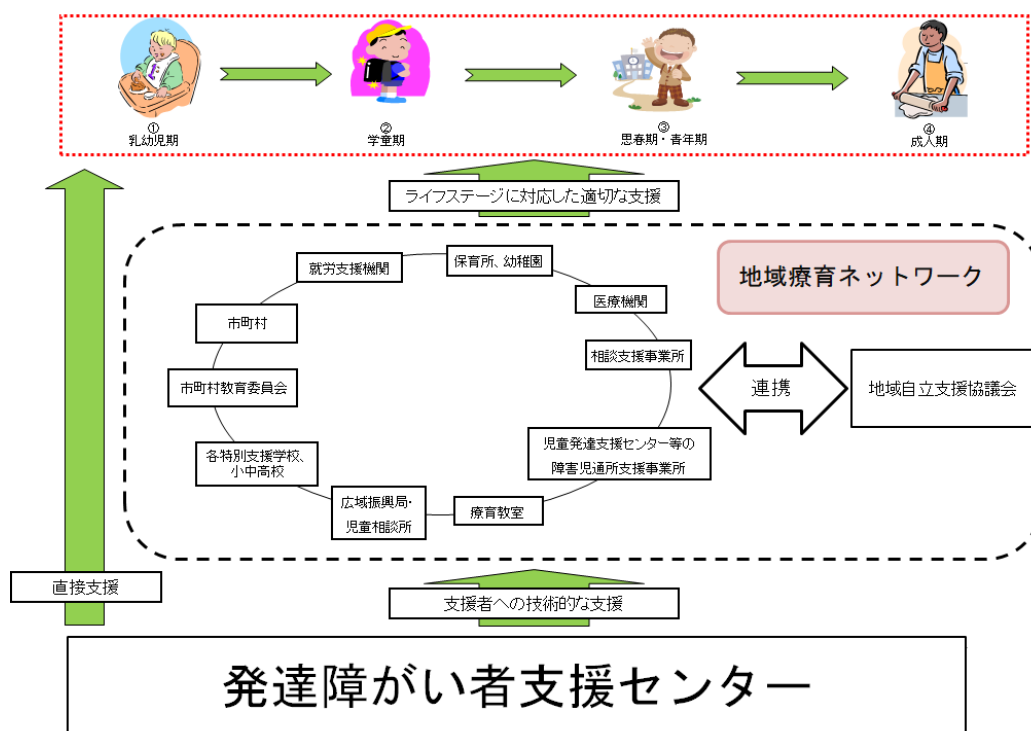 ①
乳幼児期
②
学童期
③
思春期・青年期
④
成人期
ライフステージに対応した適切な支援
地域療育ネットワーク
就労支援機関
保育所、幼稚園
医療機関
市町村
相談支援事業所
市町村教育委員会
連携
地域自立支援協議会
各特別支援学校、
小中高校
児童発達支援センター等の
障害児通所支援事業所
広域振興局・
児童相談所
療育教室
直接支援
支援者への技術的な支援
発達障がい者支援センター